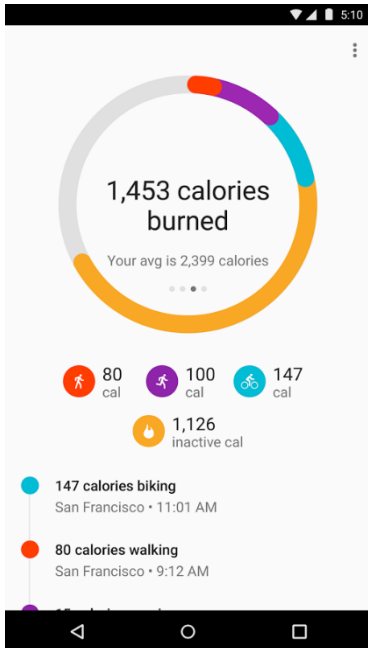 5:10
1,453 calories
burned
Your avg is 2,399 calories
80
cal
100
cal
147
cal
1,126
inactive cal
147 calories biking
San Francisco • 11:01 AM
80 calories walking
San Francisco • 9:12 AM